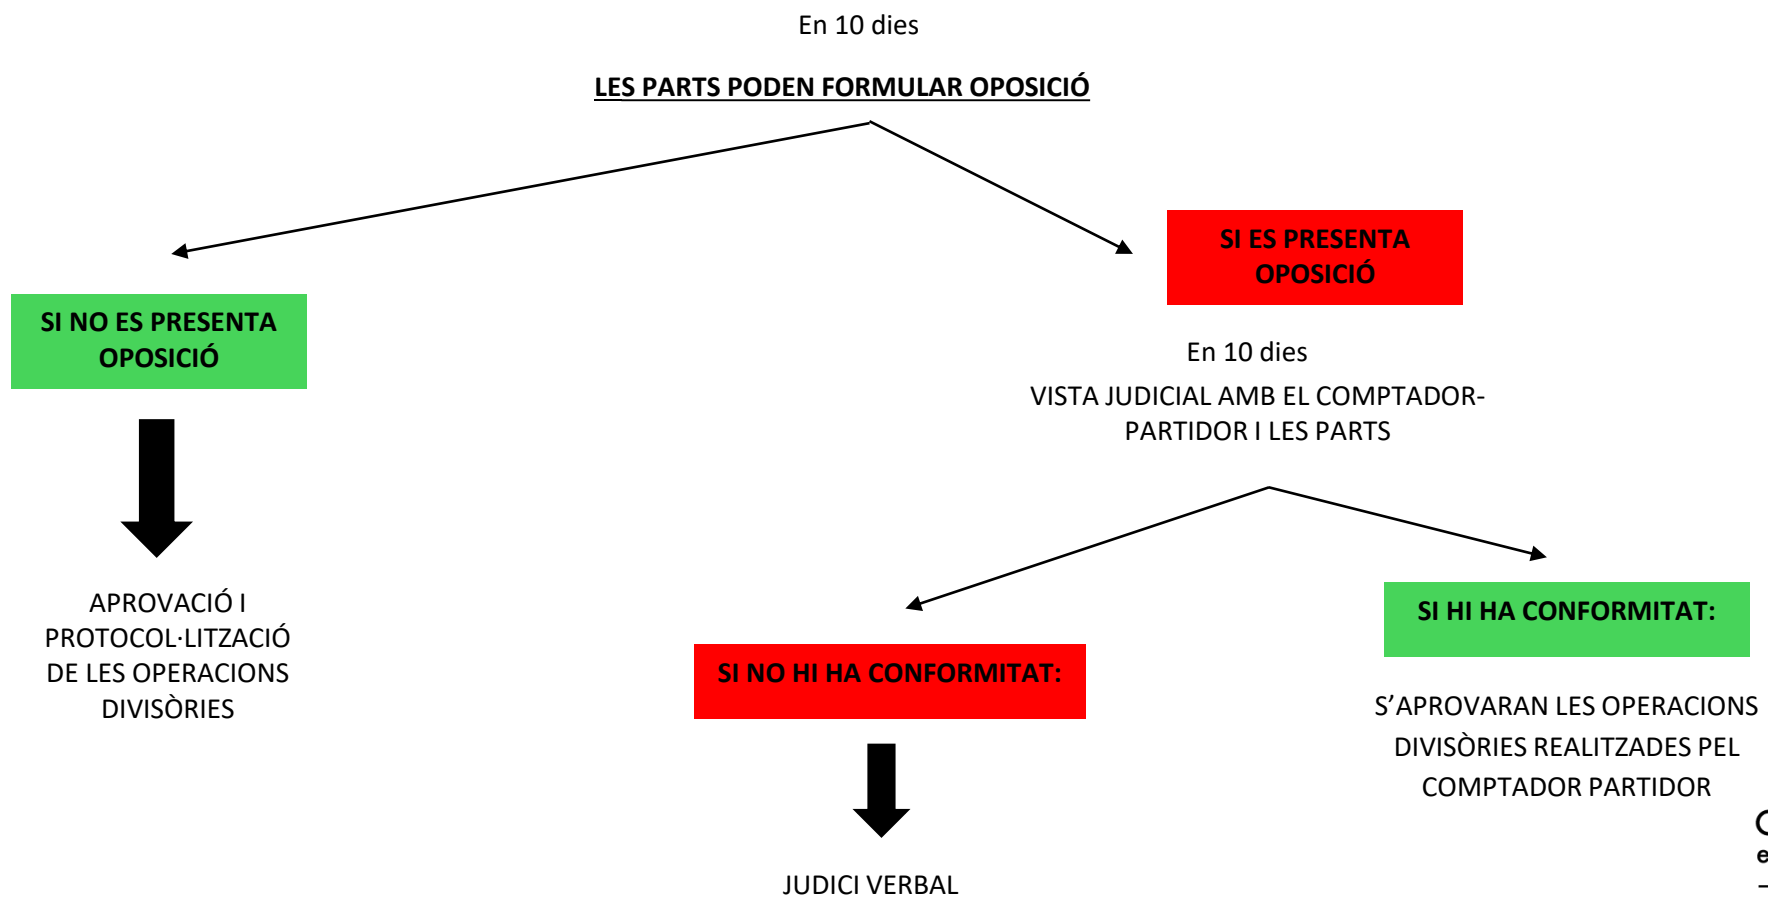 En 10 dies
LES PARTS PODEN FORMULAR OPOSICIÓ
SI ES PRESENTA
OPOSICIÓ
SI NO ES PRESENTA
OPOSICIÓ
En 10 dies
VISTA JUDICIAL AMB EL COMPTADOR-
PARTIDOR I LES PARTS
APROVACIÓ I
PROTOCOL·LITZACIÓ
DE LES OPERACIONS
DIVISÒRIES
SI NO HI HA CONFORMITAT:
SI HI HA CONFORMITAT:
S’APROVARAN LES OPERACIONS
DIVISÒRIES REALITZADES PEL
COMPTADOR PARTIDOR
JUDICI VERBAL